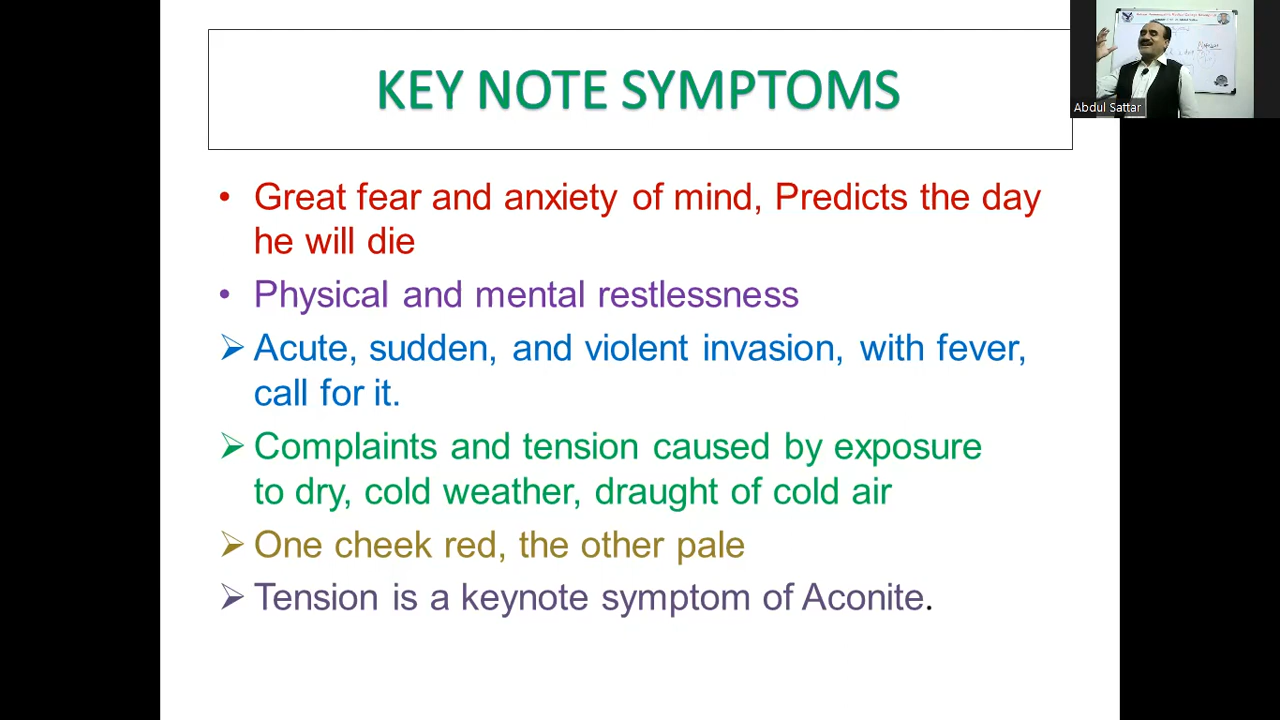 KEY NOTE SYMPTOMS
• Great fear and anxiety of mind, Predicts the day
he will die
• Physical and mental restlessness
➢ Acute, sudden, and violent invasion, with fever,
call for it.
➢ Complaints and tension caused by exposure
to dry, cold weather, draught of cold air
➢ One cheek red, the other pale
➢ Tension is a keynote symptom of Aconite.
Abdul Sattar